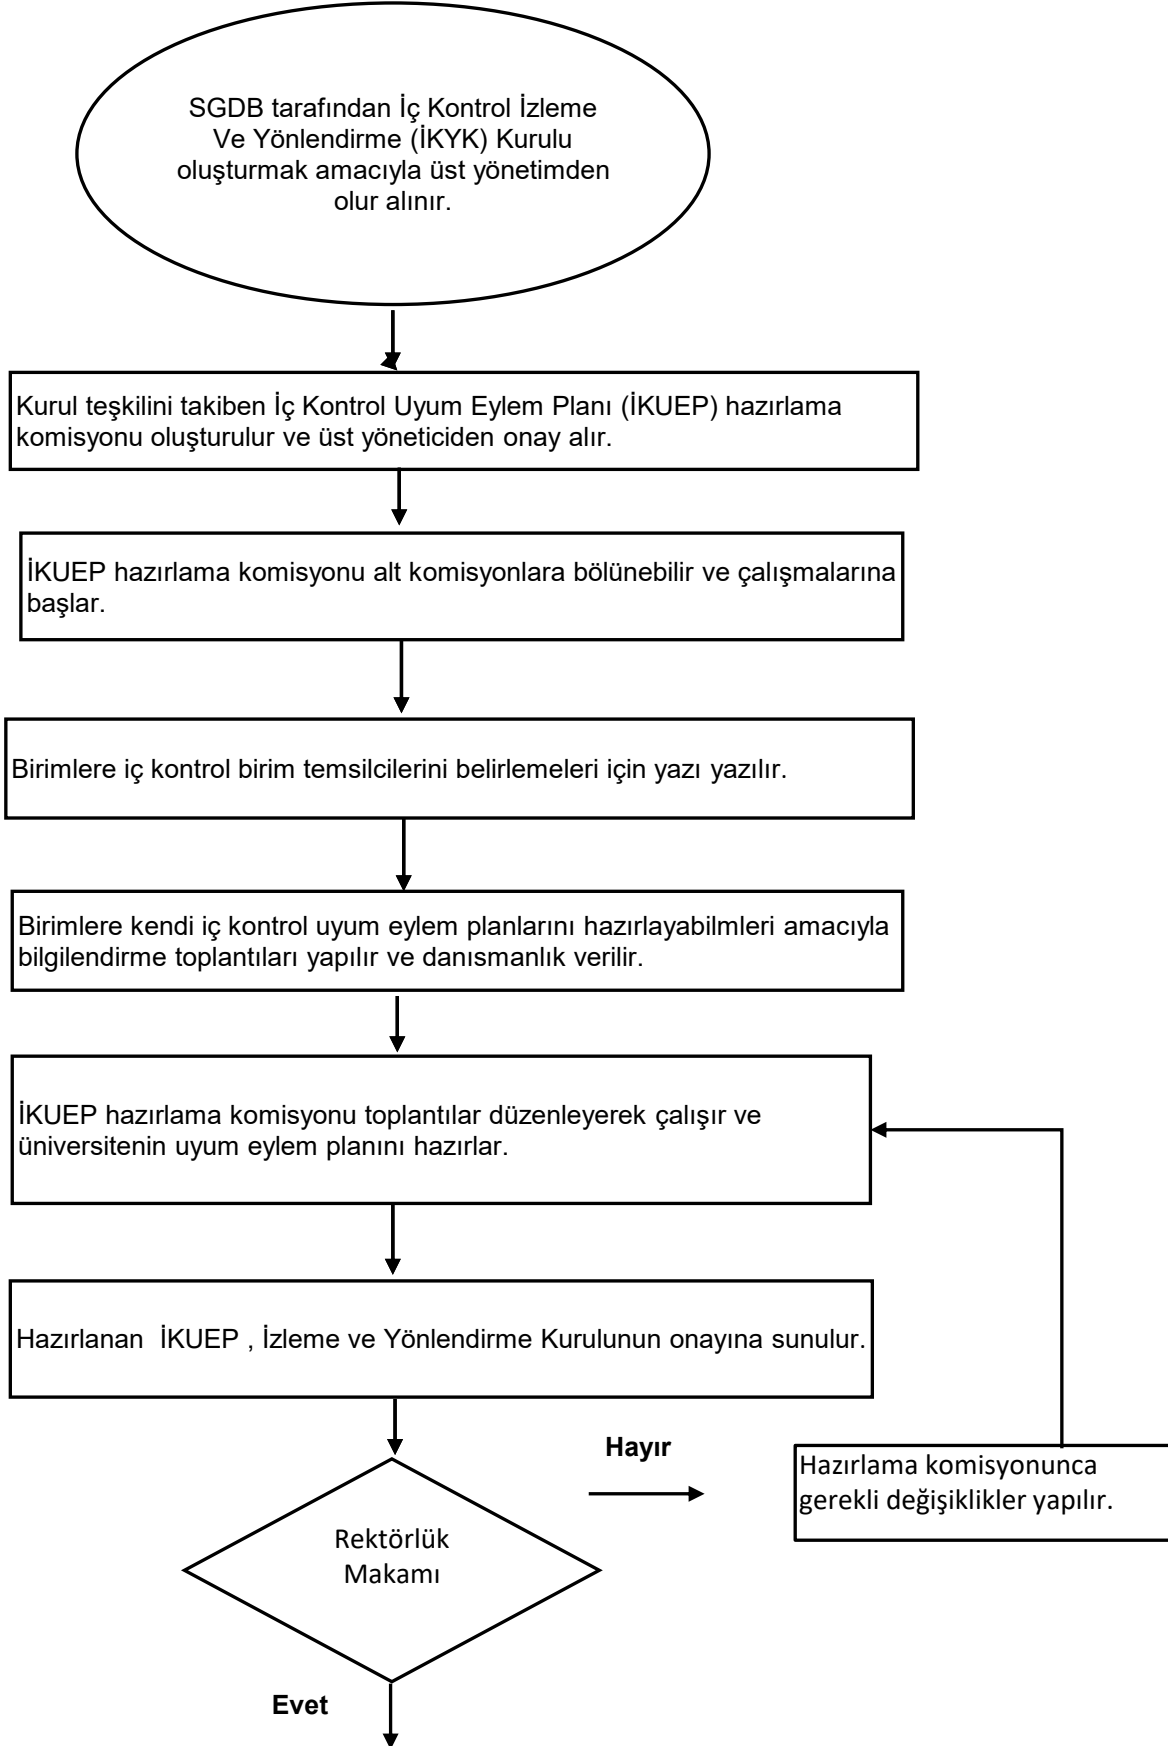 SGDB tarafından İç Kontrol İzleme
Ve Yönlendirme (İKYK) Kurulu
oluşturmak amacıyla üst yönetimden
olur alınır.
Kurul teşkilini takiben İç Kontrol Uyum Eylem Planı (İKUEP) hazırlama
komisyonu oluşturulur ve üst yöneticiden onay alır.
İKUEP hazırlama komisyonu alt komisyonlara bölünebilir ve çalışmalarına
başlar.
Birimlere iç kontrol birim temsilcilerini belirlemeleri için yazı yazılır.
Birimlere kendi iç kontrol uyum eylem planlarını hazırlayabilmleri amacıyla
bilgilendirme toplantıları yapılır ve danısmanlık verilir.
İKUEP hazırlama komisyonu toplantılar düzenleyerek çalışır ve
üniversitenin uyum eylem planını hazırlar.
Hazırlanan  İKUEP , İzleme ve Yönlendirme Kurulunun onayına sunulur.
Hayır
Hazırlama komisyonunca
gerekli değişiklikler yapılır.
Rektörlük
Makamı
Evet